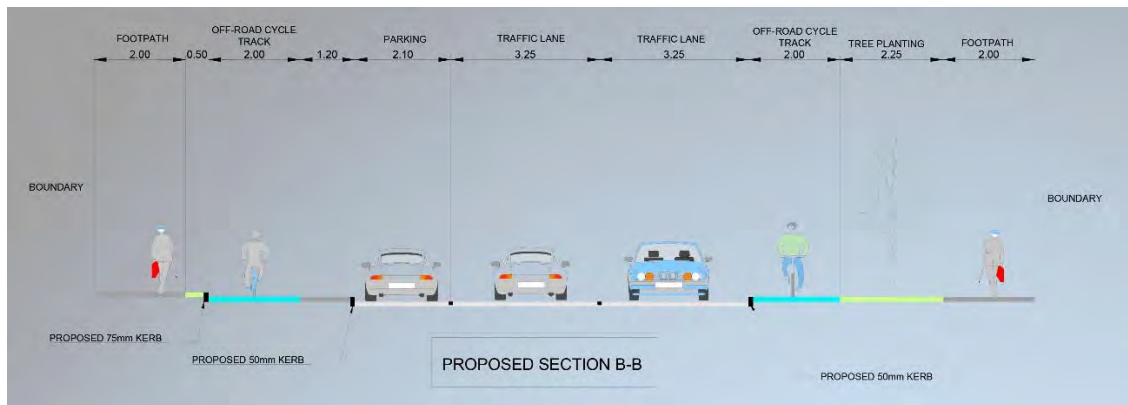 FOOTPATH
2.00
0.50
OFF-ROAD CYCLE
TRACK
2.00
1.20
PARKING
2.10
TRAFFIC LANE
3.25
TRAFFIC LANE
3.25
OFF-ROAD CYCLE
TRACK
2.00
TREE PLANTING
2.25
FOOTPATH
2.00
BOUNDARY
BOUNDARY
PROPOSED 75mm KERB
PROPOSED 50mm KERB
PROPOSED SECTION B-B
PROPOSED 50mm KERB